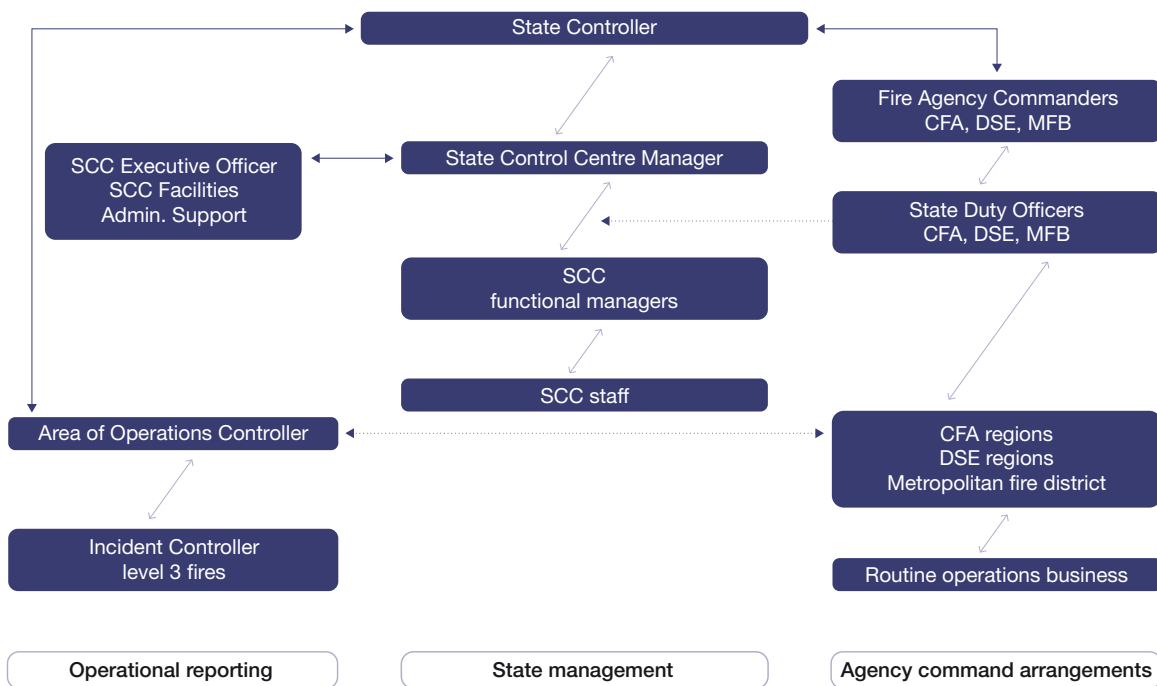 State Controller
Fire Agency Commanders
CFA, DSE, MFB
SCC Executive Officer
SCC Facilities
Admin. Support
State Control Centre Manager
State Duty Officers
CFA, DSE, MFB
SCC
functional managers
SCC staff
Area of Operations Controller
CFA regions
DSE regions
Metropolitan fire district
Incident Controller
level 3 fires
Routine operations business
Operational reporting
State management
Agency command arrangements